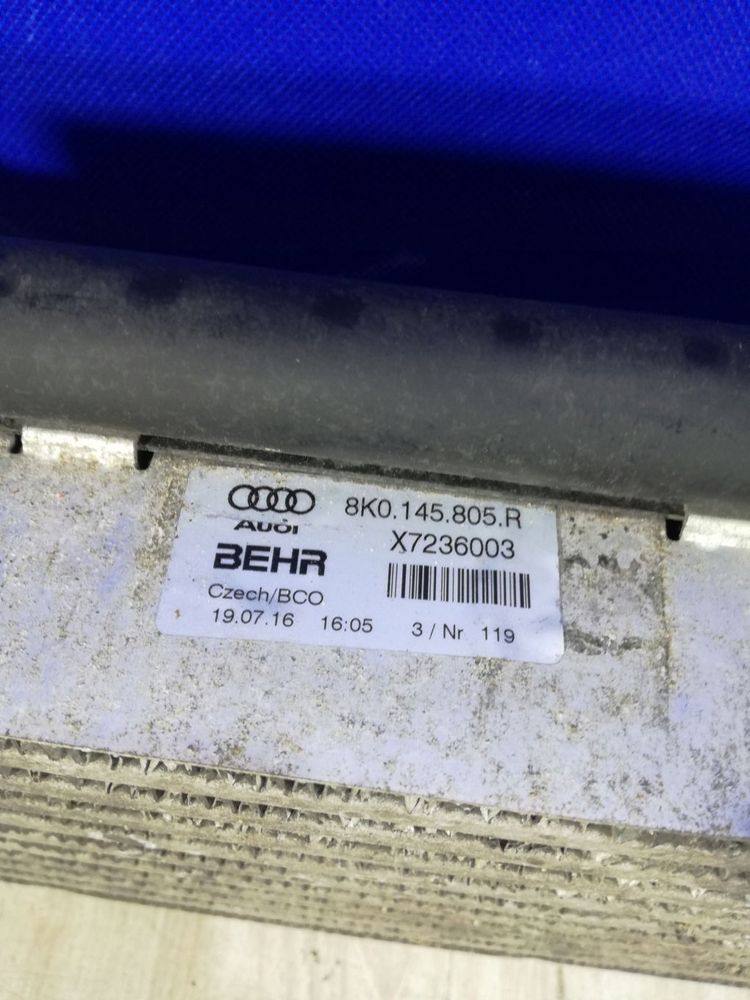 8K0.145.805.R
AUDI
X7236003
BEHR
Czech/BCO
19.07.16 16:05 3 / Nr 119